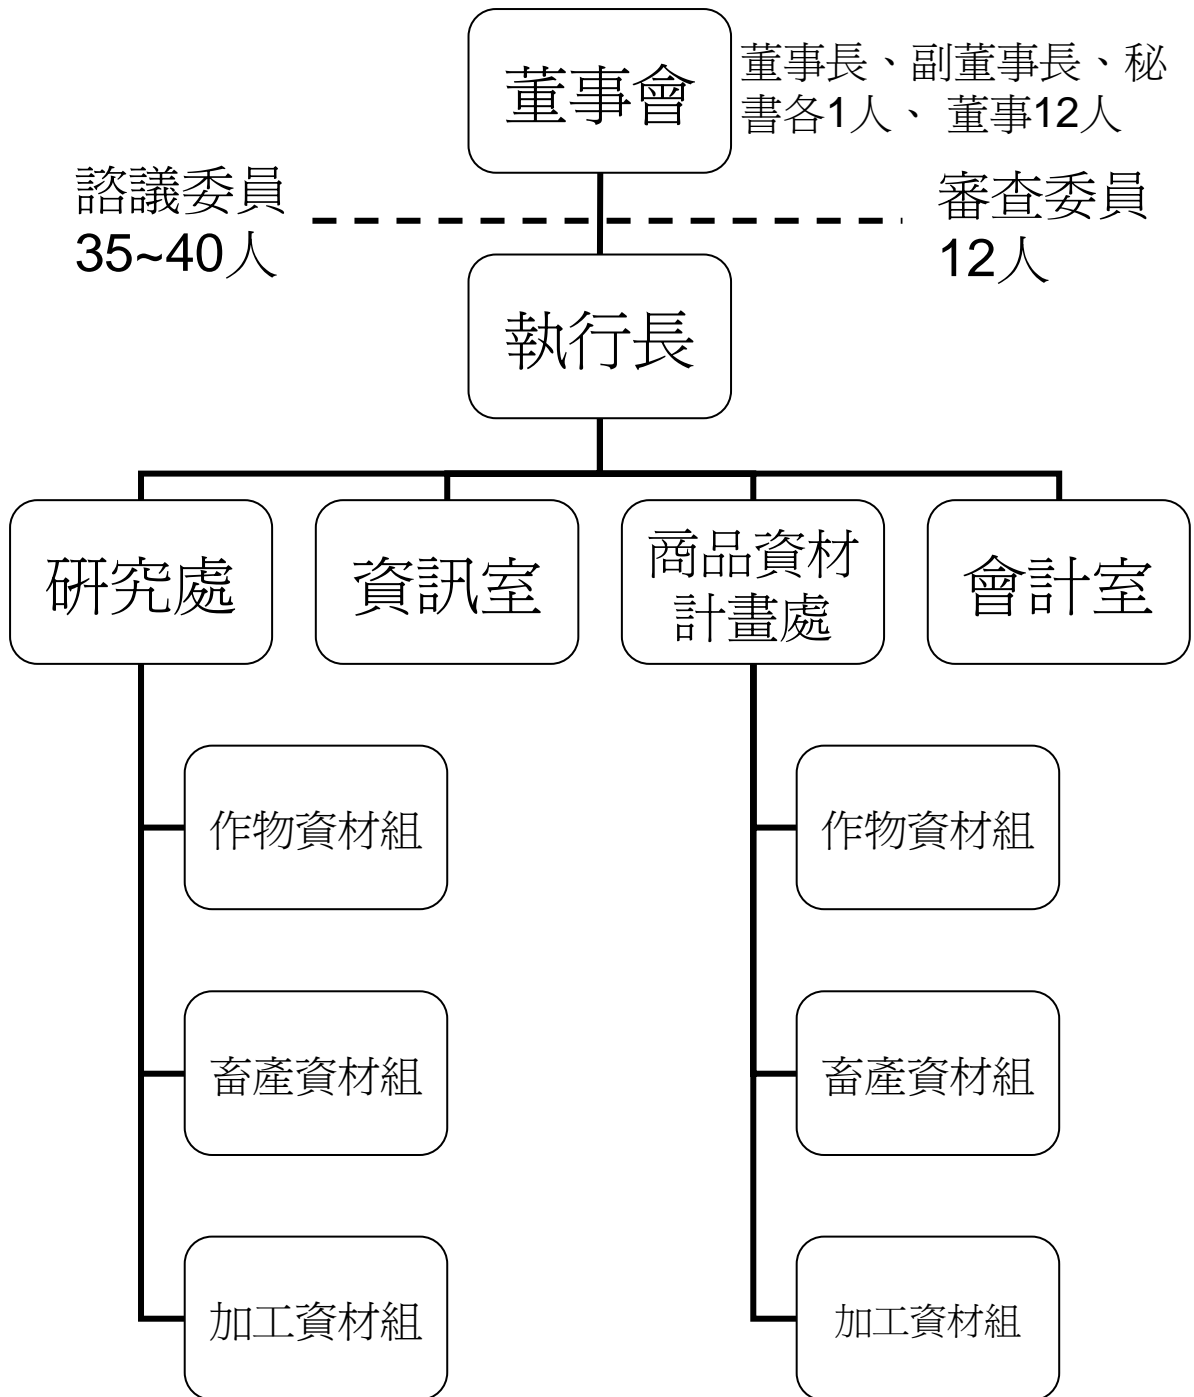 董事會
董事長、副董事長、秘
書各1人、 董事12人
諮議委員
35~40人
審查委員
12人
執行長
研究處
資訊室
商品資材
計畫處
會計室
作物資材組
作物資材組
畜產資材組
畜產資材組
加工資材組
加工資材組